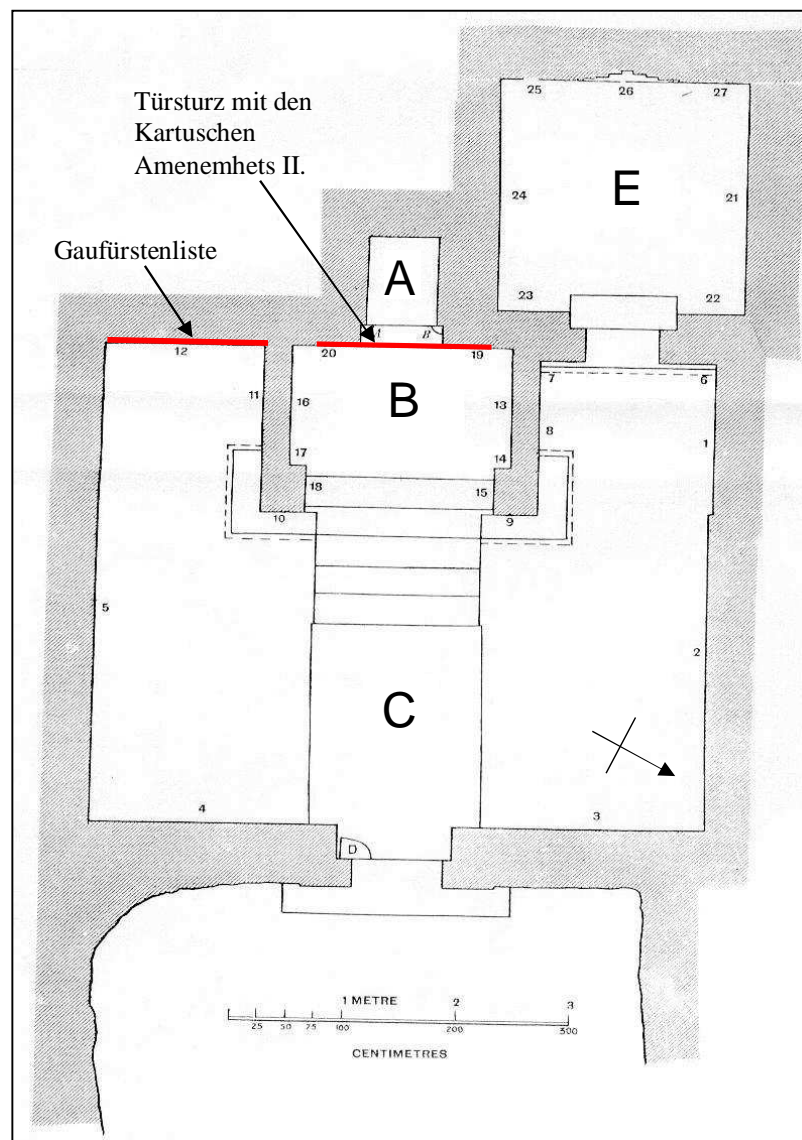 Türsturz mit den
Kartuschen
Amenemhets II.
Gaufürstenliste
25 26 27
24 E 21
23 22
A
A B
12 20 19
11 16 B 13 7 6
8 1
17 14
18 15
10 9
5 2
C
4 3
D
1 METRE 2 3
25 50 75 100 200 300
CENTIMETRES